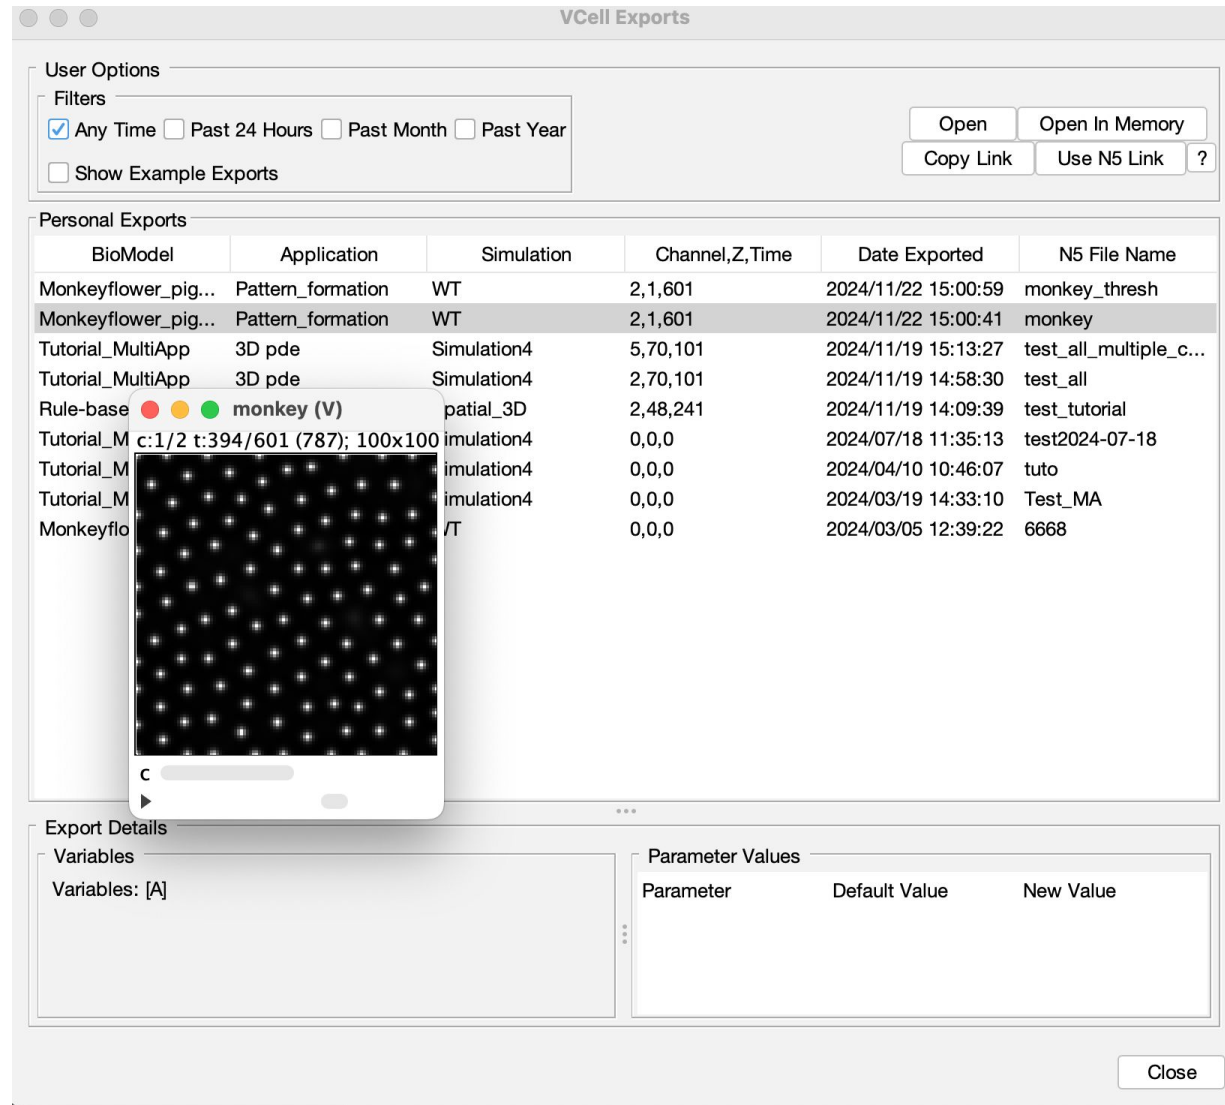 VCell Exports
User Options
Filters
Any Time Past 24 Hours Past Month Past Year
Show Example Exports
Open Open In Memory
Copy Link Use N5 Link ?
Personal Exports
BioModel Application Simulation Channel,Z,Time Date Exported N5 File Name
Monkeyflower_pig... Pattern_formation WT 2,1,601 2024/11/22 15:00:59 monkey_thresh
Monkeyflower_pig... Pattern_formation WT 2,1,601 2024/11/22 15:00:41 monkey
Tutorial_MultiApp 3D pde Simulation4 5,70,101 2024/11/19 15:13:27 test_all_multiple_c...
Tutorial_MultiApp 3D pde Simulation4 2,70,101 2024/11/19 14:58:30 test_all
Rule-base patial_3D 2,48,241 2024/11/19 14:09:39 test_tutorial
Tutorial_M imulation4 0,0,0 2024/07/18 11:35:13 test2024-07-18
Tutorial_M imulation4 0,0,0 2024/04/10 10:46:07 tuto
Tutorial_M imulation4 0,0,0 2024/03/19 14:33:10 Test_MA
Monkeyflo VT 0,0,0 2024/03/05 12:39:22 6668
monkey (V)
c:1/2 t:394/601 (787); 100x100
c
Export Details
Variables
Variables: [A]
Parameter Values
Parameter Default Value New Value
Close